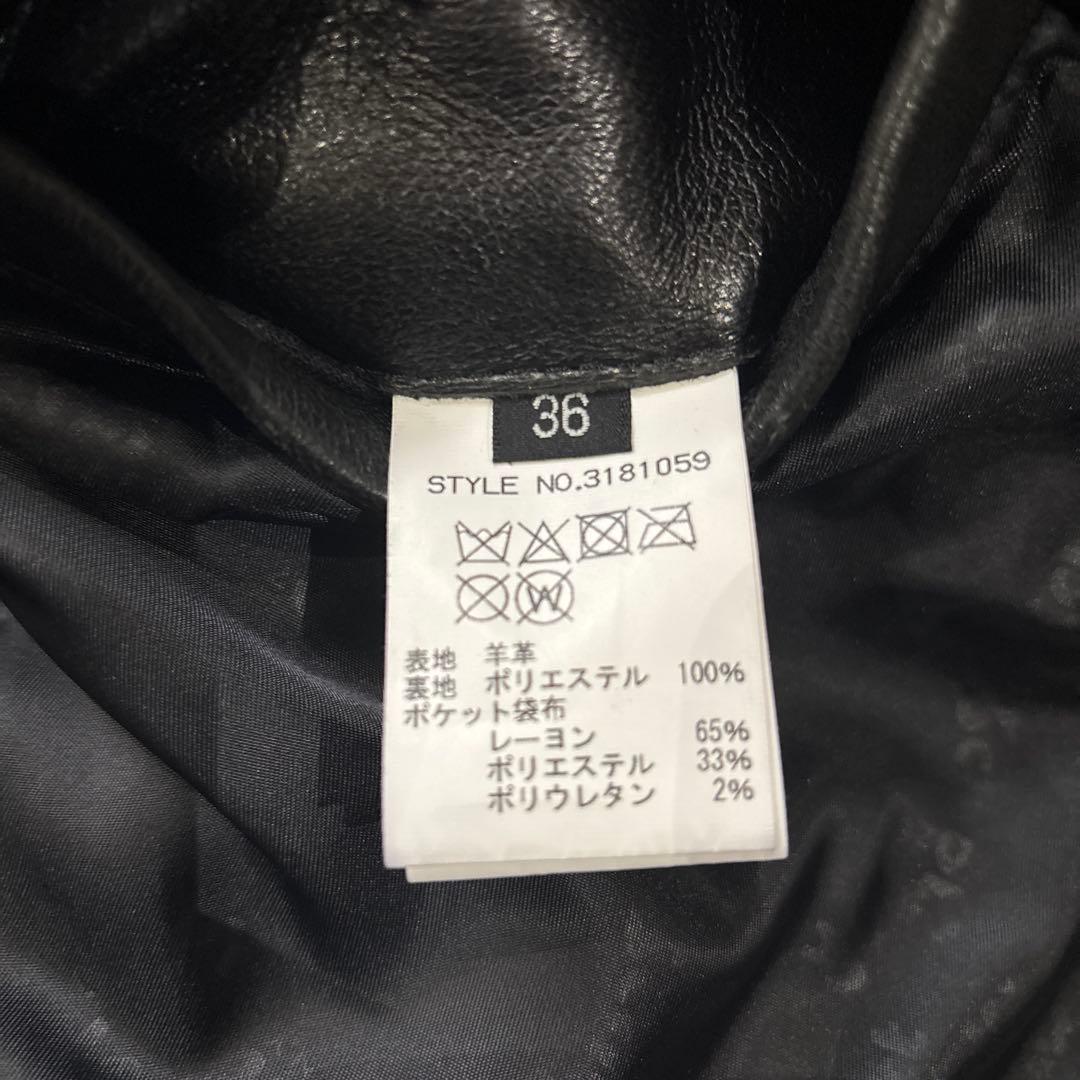 36
STYLE NO.3181059
W
表地 羊革
裏地 ポリエステル 100%
ポケット袋布
レーヨン 65%
ポリエステル 33%
ポリウレタン 2%